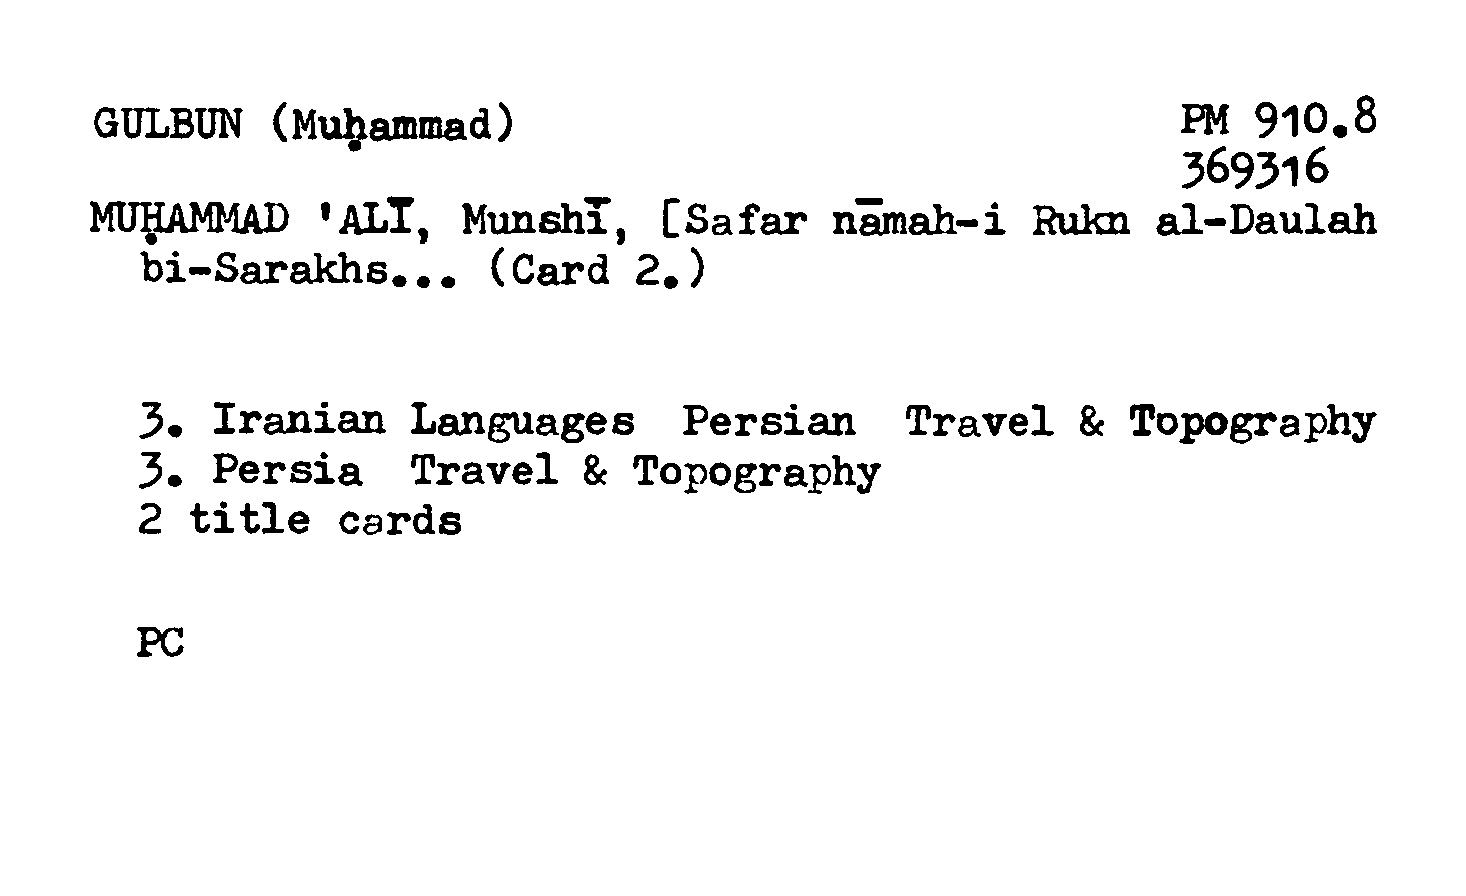 GULBUN (Muḥammad)
PM 910.8
369316
MUḤAMMAD 'ALĪ, Munshī, [Safar nāmah-i Rukn al-Daulah
bi-Sarakhs... (Card 2.)
3. Iranian Languages Persian Travel & Topography
3. Persia Travel & Topography
2 title cards
PC